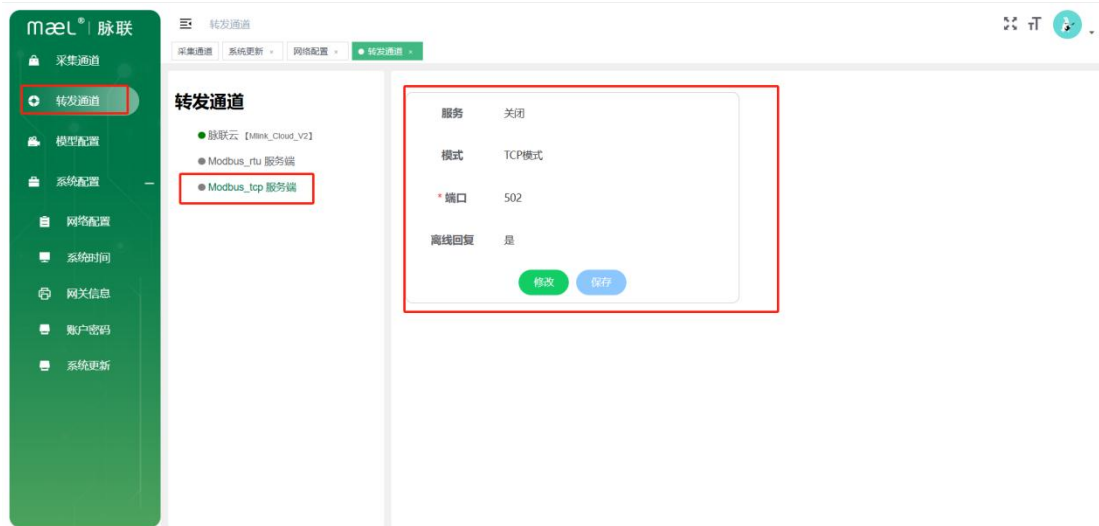 mæL® | 脉联
采集通道
转发通道
模型配置
系统配置
网络配置
系统时间
网关信息
账户密码
系统更新
转发通道
采集通道 系统更新 × 网络配置 × 转发通道 ×
转发通道
脉联云【Mlink_Cloud_V2】
Modbus_rtu 服务端
Modbus_tcp 服务端
服务 关闭
模式 TCP模式
* 端口 502
离线回复 是
修改 保存